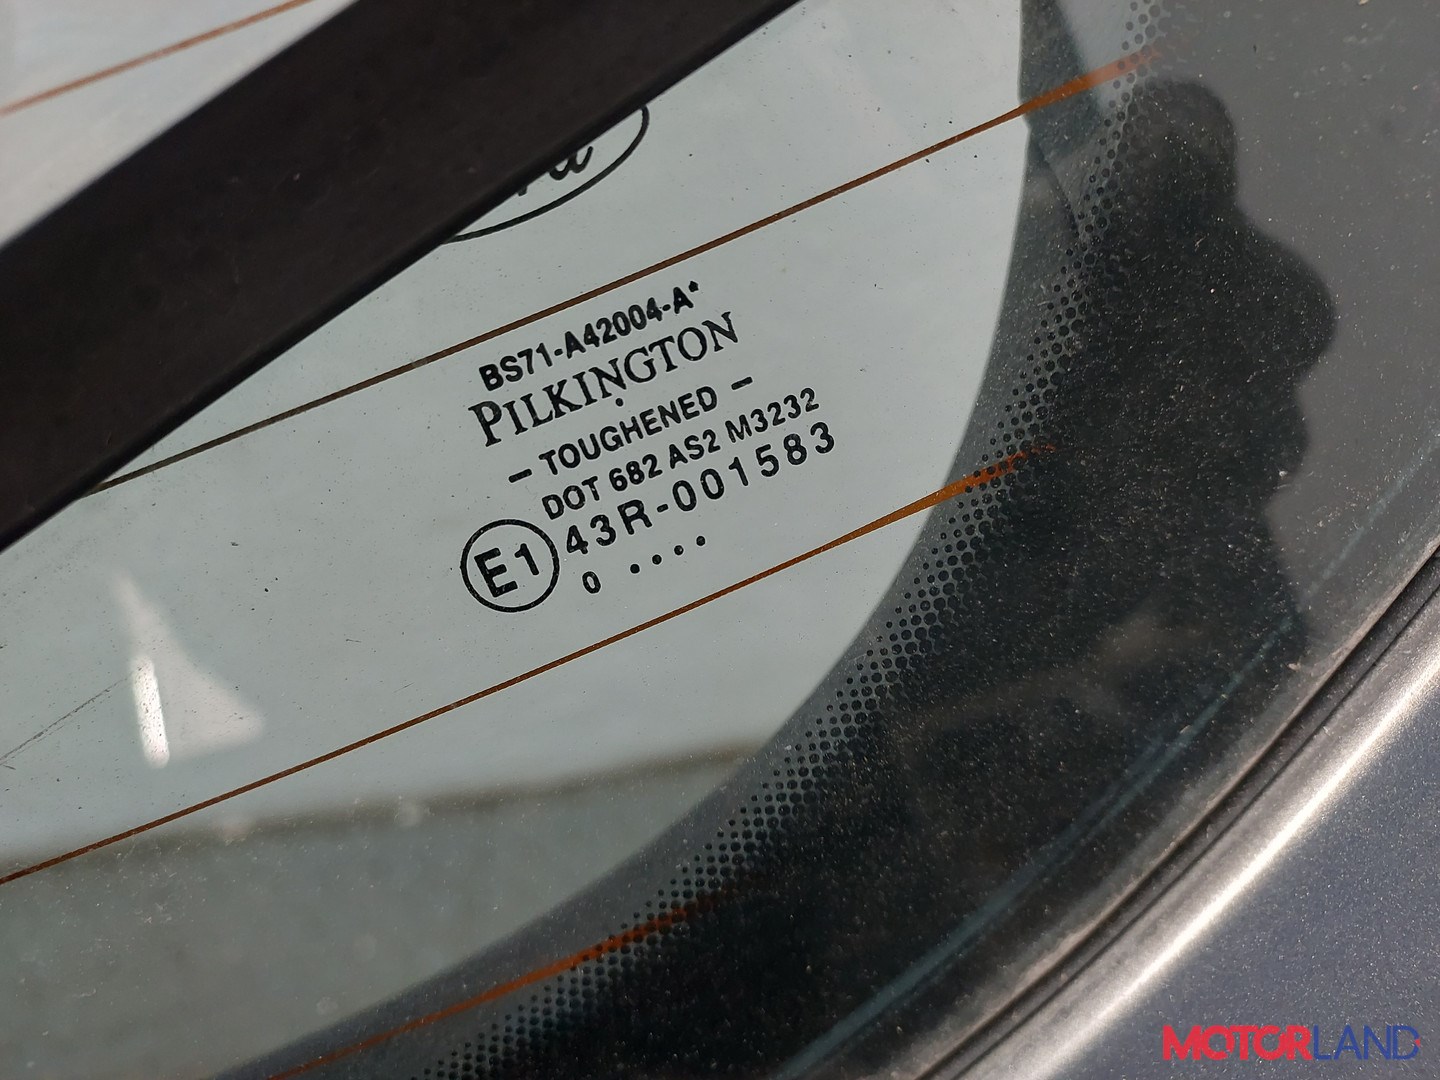 BS71-A42004-A*
PILKINGTON
- TOUGHENED -
DOT 682 AS2 M3232
E1 43R-001583
0 ....
MOTORLAND